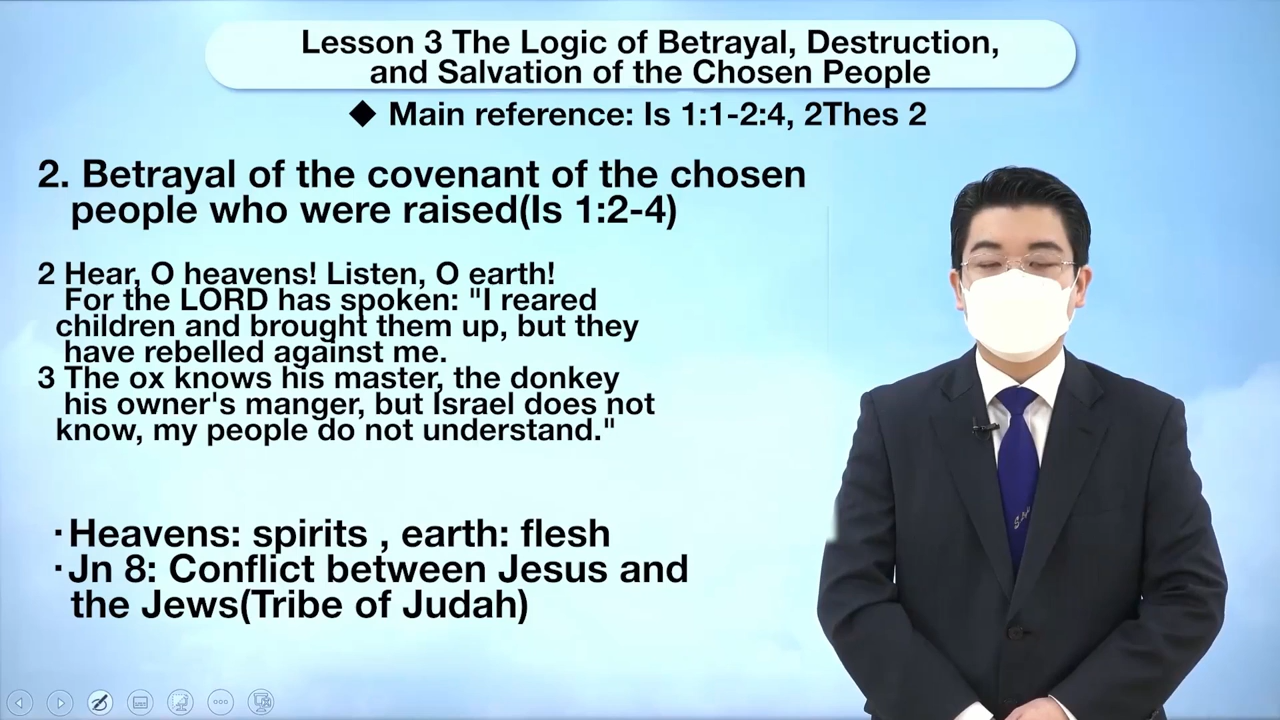 Lesson 3 The Logic of Betrayal, Destruction,
and Salvation of the Chosen People
◆ Main reference: Is 1:1-2:4, 2Thes 2
2. Betrayal of the covenant of the chosen
people who were raised(Is 1:2-4)
2 Hear, O heavens! Listen, O earth!
For the LORD has spoken: "I reared
children and brought them up, but they
have rebelled against me.
3 The ox knows his master, the donkey
his owner's manger, but Israel does not
know, my people do not understand."
·Heavens: spirits , earth: flesh
·Jn 8: Conflict between Jesus and
the Jews(Tribe of Judah)